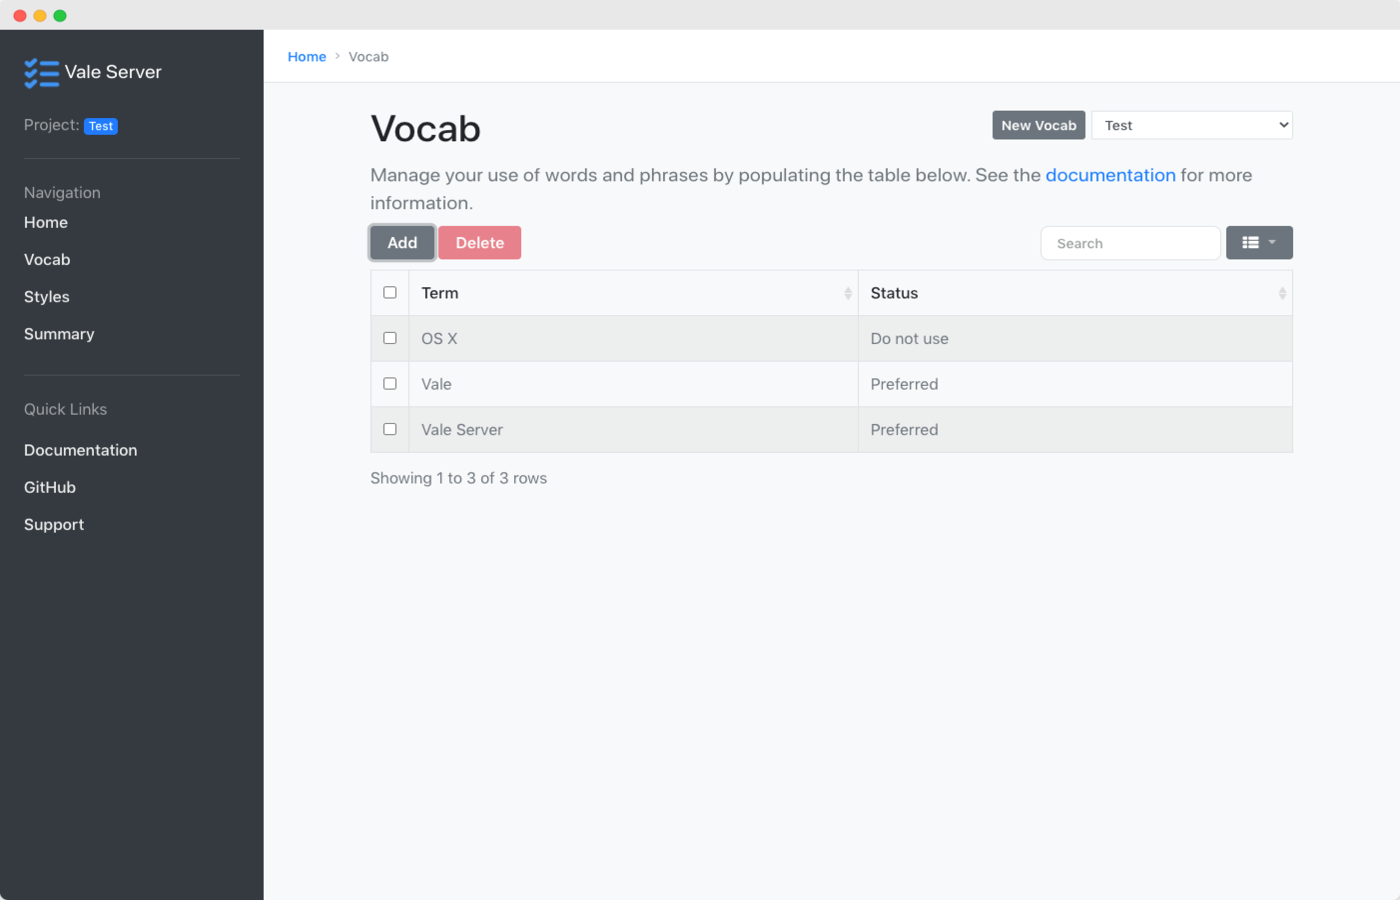 Vale Server
Project: Test
Navigation
Home
Vocab
Styles
Summary
Quick Links
Documentation
GitHub
Support
Home › Vocab
Vocab
New Vocab
Test
Manage your use of words and phrases by populating the table below. See the documentation for more
information.
Add Delete
Search
Term Status
OS X Do not use
Vale Preferred
Vale Server Preferred
Showing 1 to 3 of 3 rows